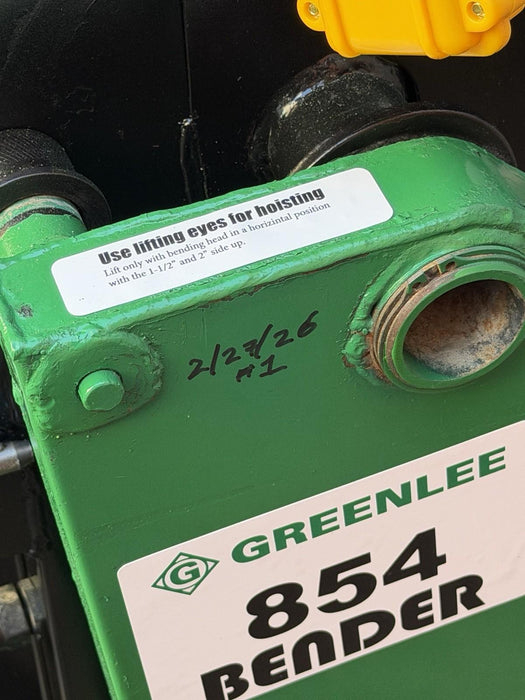 Use lifting eyes for hoisting
Lift only with bending head in a horizintal position
with the 1-1/2" and 2" side up.
2/27/26
#1
G GREENLEE
854
BENDER